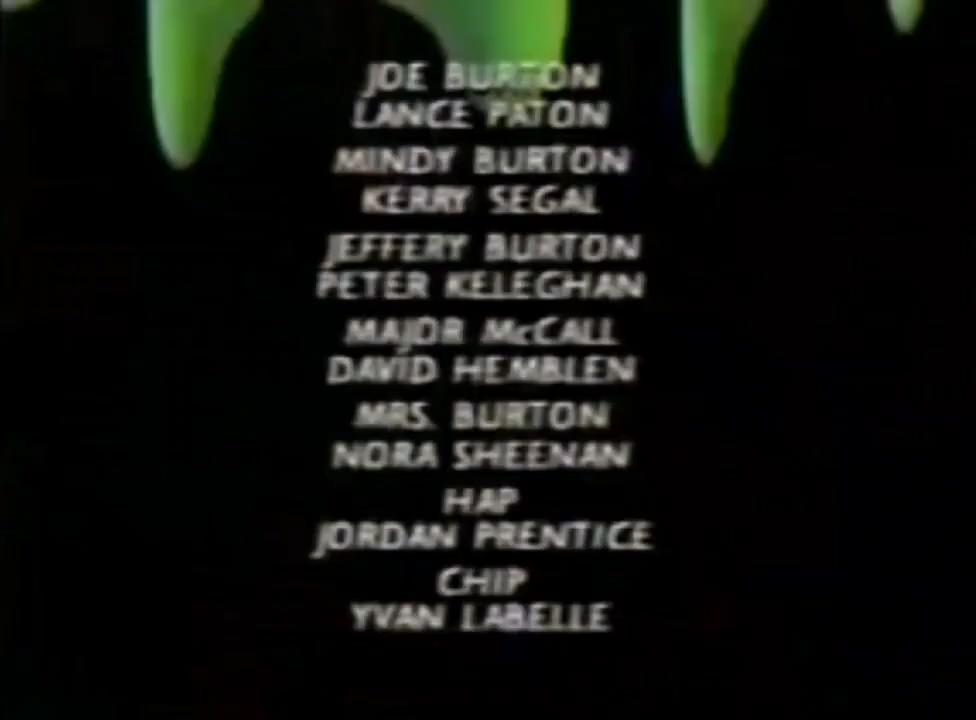 JOE BURTON
LANCE PATON
MINDY BURTON
KERRY SEGAL
JEFFERY BURTON
PETER KELEGHAN
MAJOR McCALL
DAVID HEMBLEN
MRS. BURTON
NORA SHEENAN
HAP
JORDAN PRENTICE
CHIP
YVAN LABELLE